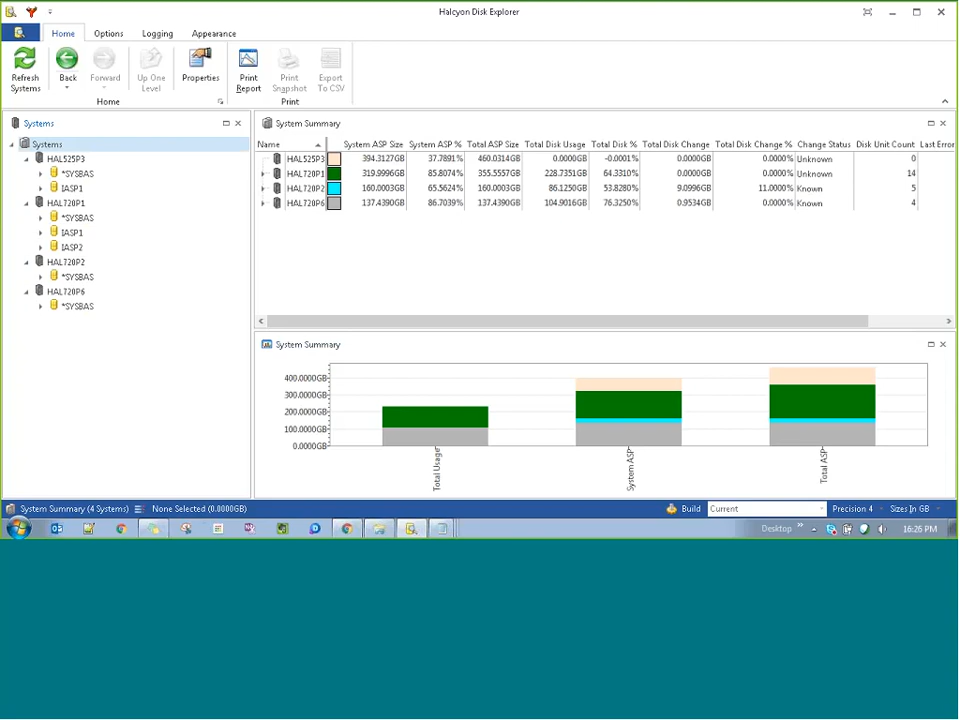 Halcyon Disk Explorer
Home Options Logging Appearance
Refresh Systems
Back
Forward
Up One Level
Properties
Print Report
Print Snapshot
Export To CSV
Home
Print
Systems
Systems
HAL525P3
*SYSBAS
IASP1
HAL720P1
*SYSBAS
IASP1
IASP2
HAL720P2
*SYSBAS
HAL720P6
*SYSBAS
System Summary
Name System ASP Size System ASP % Total ASP Size Total Disk Usage Total Disk % Total Disk Change Total Disk Change % Change Status Disk Unit Count Last Error
HAL525P3 394.3127GB 37.7891% 460.0314GB 0.0000GB -0.0001% 0.0000GB 0.0000% Unknown 0
HAL720P1 319.9996GB 85.8074% 355.5557GB 228.7351GB 64.3310% 0.0000GB 0.0000% Unknown 14
HAL720P2 160.0003GB 65.5624% 160.0003GB 86.1250GB 53.8280% 9.0996GB 11.0000% Known 5
HAL720P6 137.4390GB 86.7039% 137.4390GB 104.9016GB 76.3250% 0.9534GB 0.0000% Known 4
System Summary
400.0000GB
300.0000GB
200.0000GB
100.0000GB
0.0000GB
Total Usage
System ASP
Total ASP
System Summary (4 Systems) None Selected (0.0000GB) Build Current Precision 4 Sizes In GB
Desktop » 16:26 PM